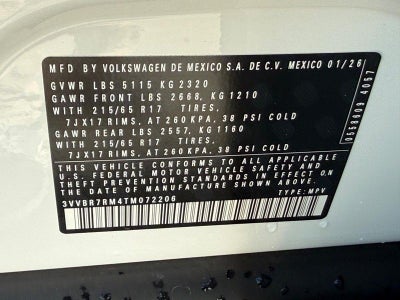 MFD BY VOLKSWAGEN DE MEXICO S.A. DE C.V. MEXICO 01/26
GVWR LBS 5115 KG 2320
GAWR FRONT LBS 2668, KG 1210
WITH 215/65 R17 TIRES,
7JX17 RIMS, AT 260 KPA, 38 PSI COLD
GAWR REAR LBS 2557, KG 1160
WITH 215/65 R17 TIRES,
7JX17 RIMS, AT 260 KPA, 38 PSI COLD
THIS VEHICLE CONFORMS TO ALL APPLICABLE
U.S. FEDERAL MOTOR VEHICLE SAFETY AND
THEFT PREVENTION STANDARDS IN EFFECT
ON THE DATE OF MANUFACTURE SHOWN ABOVE.
3VVBR7RM4TM072206 TYPE: MPV
0558909 4057